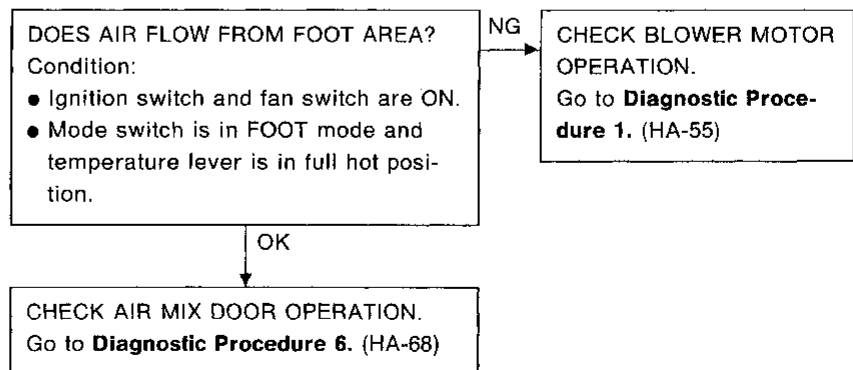 DOES AIR FLOW FROM FOOT AREA?
Condition:
● Ignition switch and fan switch are ON.
● Mode switch is in FOOT mode and
temperature lever is in full hot posi-
tion.
NG
CHECK BLOWER MOTOR
OPERATION.
Go to Diagnostic Proce-
dure 1. (HA-55)
OK
CHECK AIR MIX DOOR OPERATION.
Go to Diagnostic Procedure 6. (HA-68)